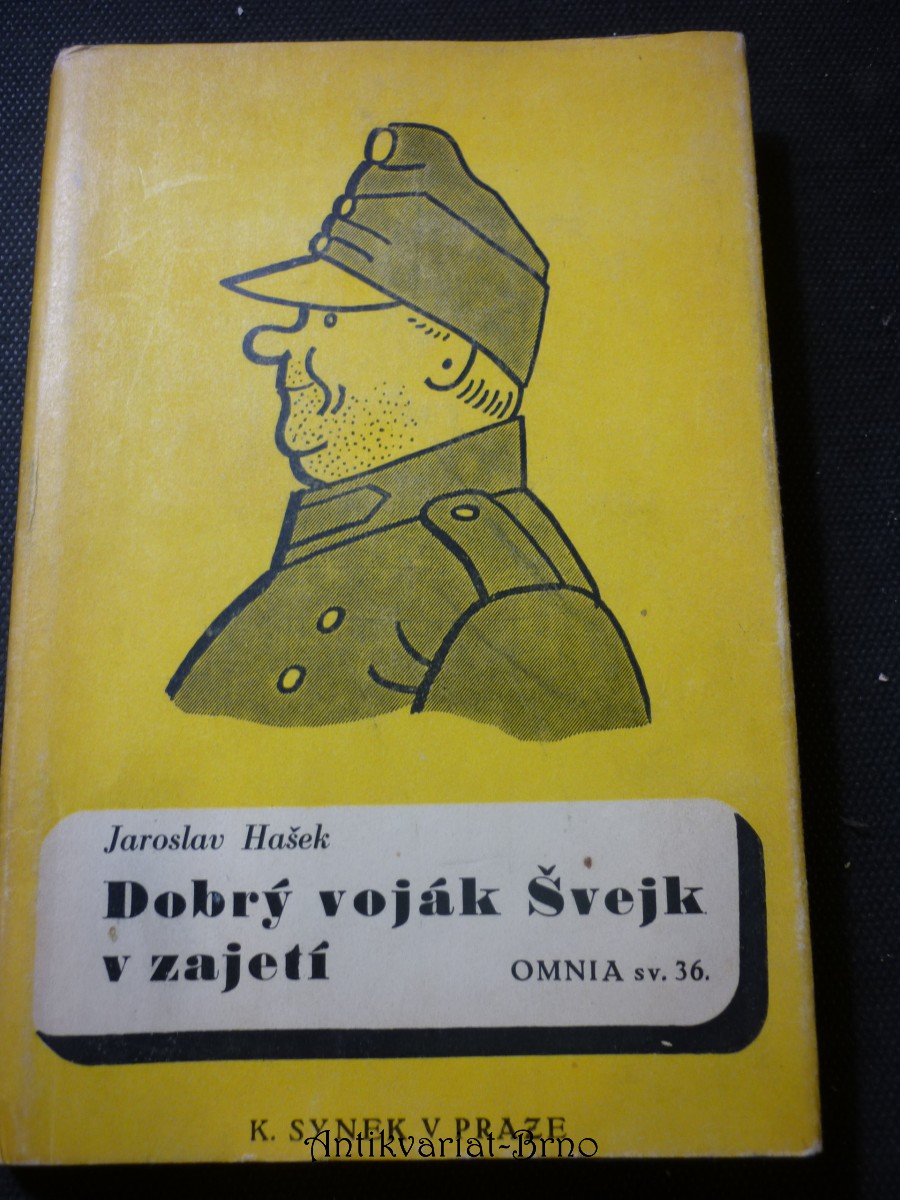 Jaroslav Hašek
Dobrý voják Švejk
v zajetí
OMNIA sv. 36.
K. SYNEK V PRAZE
Antikvariat-Brno